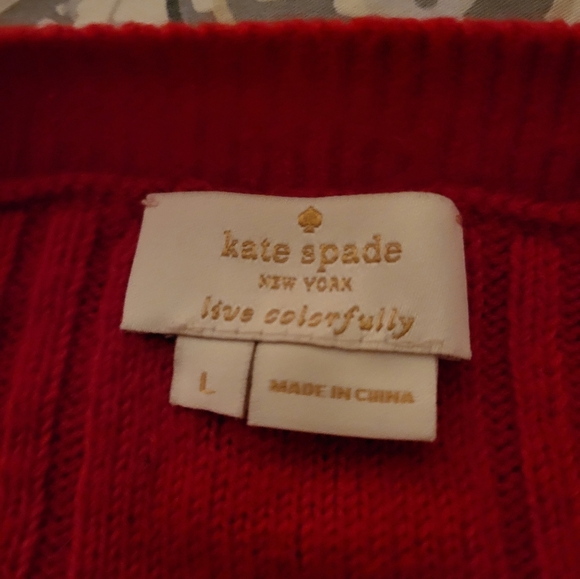 kate spade
NEW YORK
live colorfully
L
MADE IN CHINA